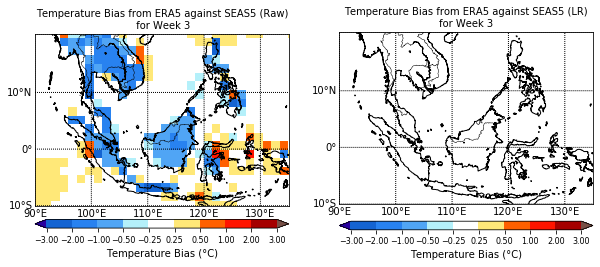 Temperature Bias from ERA5 against SEAS5 (Raw)
for Week 3
10°N
0°
10°S
90°E 100°E 110°E 120°E 130°E
−3.00 −2.00 −1.00 −0.50 −0.25 0.25 0.50 1.00 2.00 3.00
Temperature Bias (°C)
Temperature Bias from ERA5 against SEAS5 (LR)
for Week 3
10°N
0°
10°S
90°E 100°E 110°E 120°E 130°E
−3.00 −2.00 −1.00 −0.50 −0.25 0.25 0.50 1.00 2.00 3.00
Temperature Bias (°C)